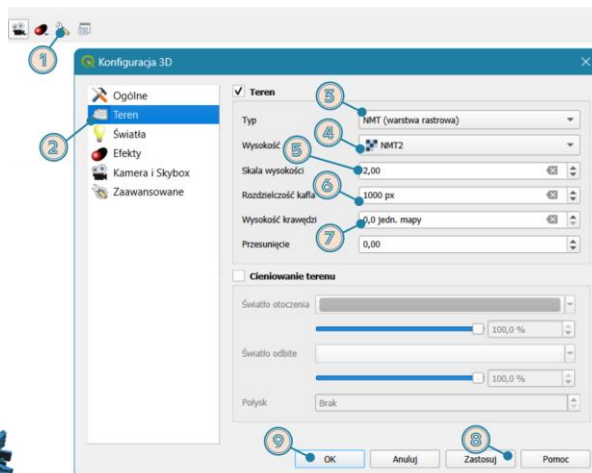 1
Konfiguracja 3D
Ogólne
2 Teren
Światła
Efekty
Kamera i Skybox
Zaawansowane
Teren
3
Typ NMT (warstwa rastrowa)
4
Wysokość NMT2
5
Skala wysokości 2,00
6
Rozdzielczość kafla 1000 px
Wysokość krawędzi 0,0 jedn. mapy
7
Przesunięcie 0,00
Cieniowanie terenu
Światło otoczenia
100,0 %
Światło odbite
100,0 %
Połysk Brak
9 8
OK Anuluj Zastosuj Pomoc